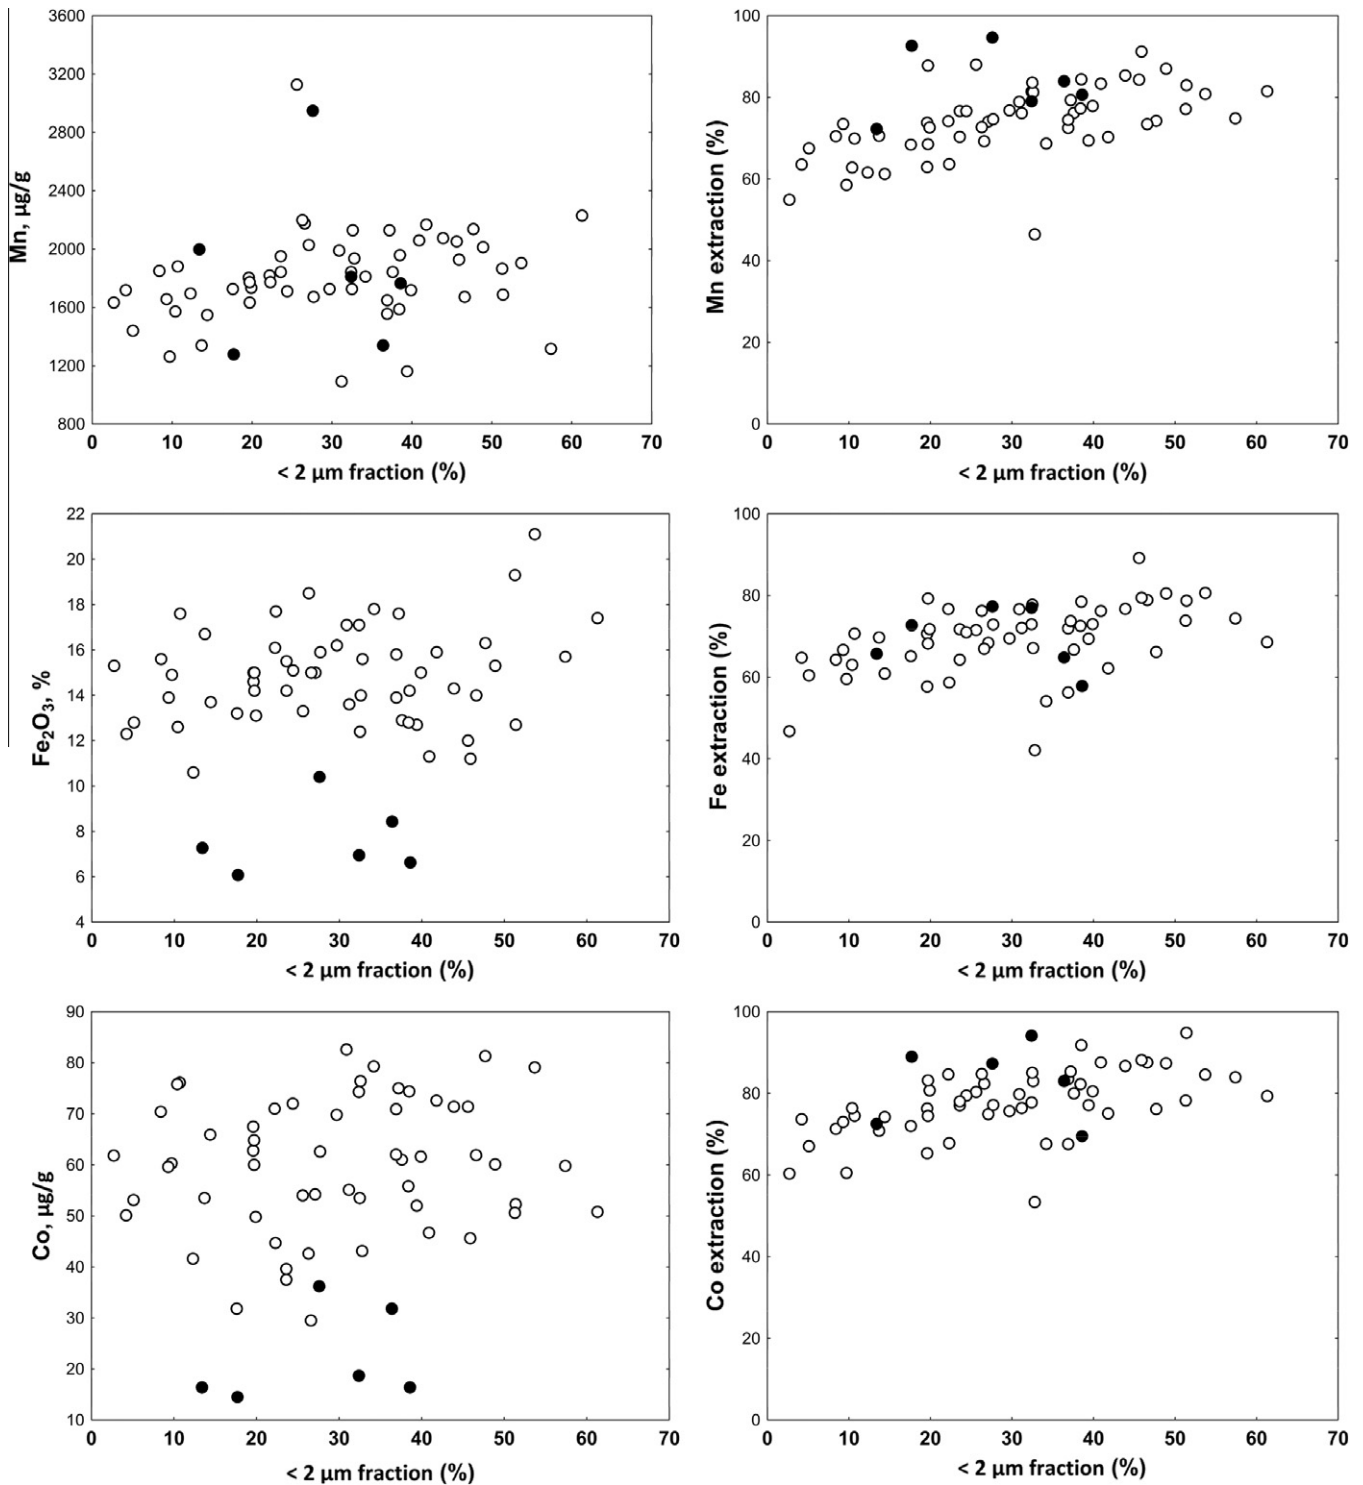 3600
3200
2800
2400
2000
1600
1200
800
Mn, µg/g
0 10 20 30 40 50 60 70
< 2 µm fraction (%)
100
80
60
40
20
0
Mn extraction (%)
0 10 20 30 40 50 60 70
< 2 µm fraction (%)
22
20
18
16
14
12
10
8
6
4
Fe₂O₃, %
0 10 20 30 40 50 60 70
< 2 µm fraction (%)
100
80
60
40
20
0
Fe extraction (%)
0 10 20 30 40 50 60 70
< 2 µm fraction (%)
90
80
70
60
50
40
30
20
10
Co, µg/g
0 10 20 30 40 50 60 70
< 2 µm fraction (%)
100
80
60
40
20
0
Co extraction (%)
0 10 20 30 40 50 60 70
< 2 µm fraction (%)